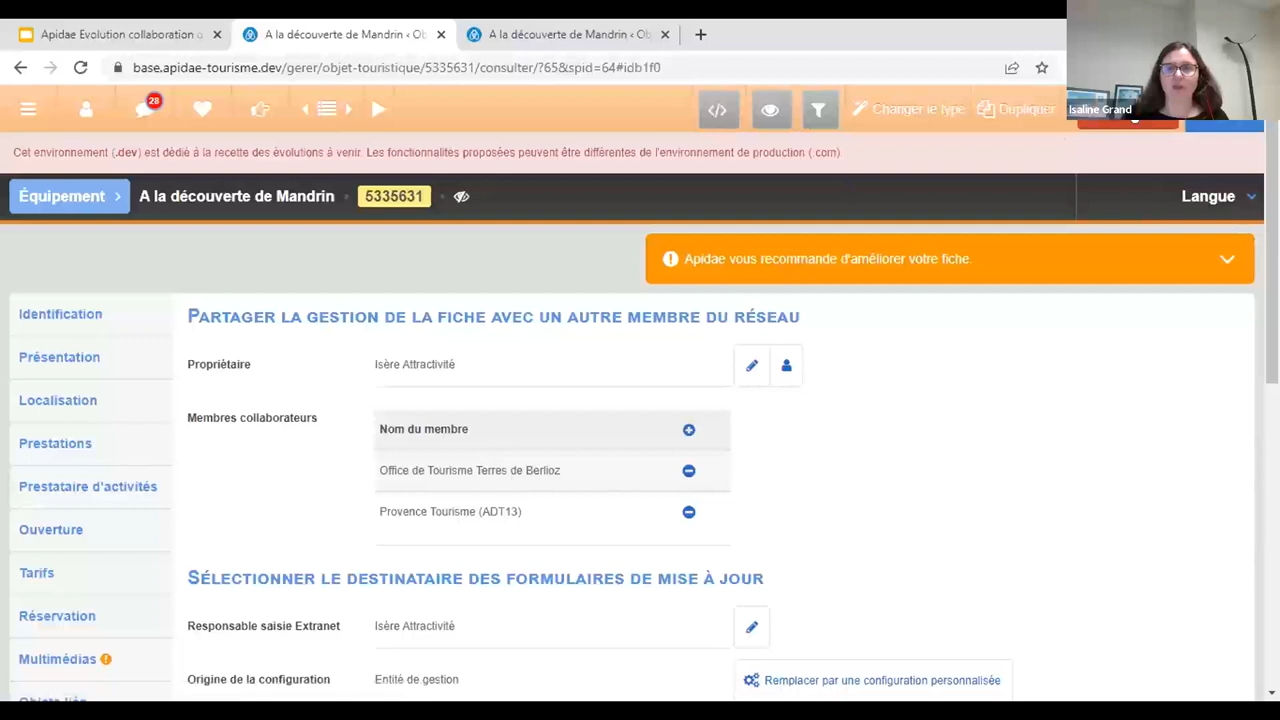 Apidae Evolution collaboration
A la découverte de Mandrin ‹ Ob
A la découverte de Mandrin ‹ Ob
base.apidae-tourisme.dev/gerer/objet-touristique/5335631/consulter/?65&spid=64#idb1f0
28
Changer le type
Dupliquer
Isaline Grand
Cet environnement (.dev) est dédié à la recette des évolutions à venir. Les fonctionnalités proposées peuvent être différentes de l'environnement de production (.com)
Équipement
A la découverte de Mandrin
5335631
Langue
Apidae vous recommande d'améliorer votre fiche.
Identification
Présentation
Localisation
Prestations
Prestataire d'activités
Ouverture
Tarifs
Réservation
Multimédias
Objets liés
PARTAGER LA GESTION DE LA FICHE AVEC UN AUTRE MEMBRE DU RÉSEAU
Propriétaire
Isère Attractivité
Membres collaborateurs
Nom du membre
Office de Tourisme Terres de Berlioz
Provence Tourisme (ADT13)
SÉLECTIONNER LE DESTINATAIRE DES FORMULAIRES DE MISE À JOUR
Responsable saisie Extranet
Isère Attractivité
Origine de la configuration
Entité de gestion
Remplacer par une configuration personnalisée